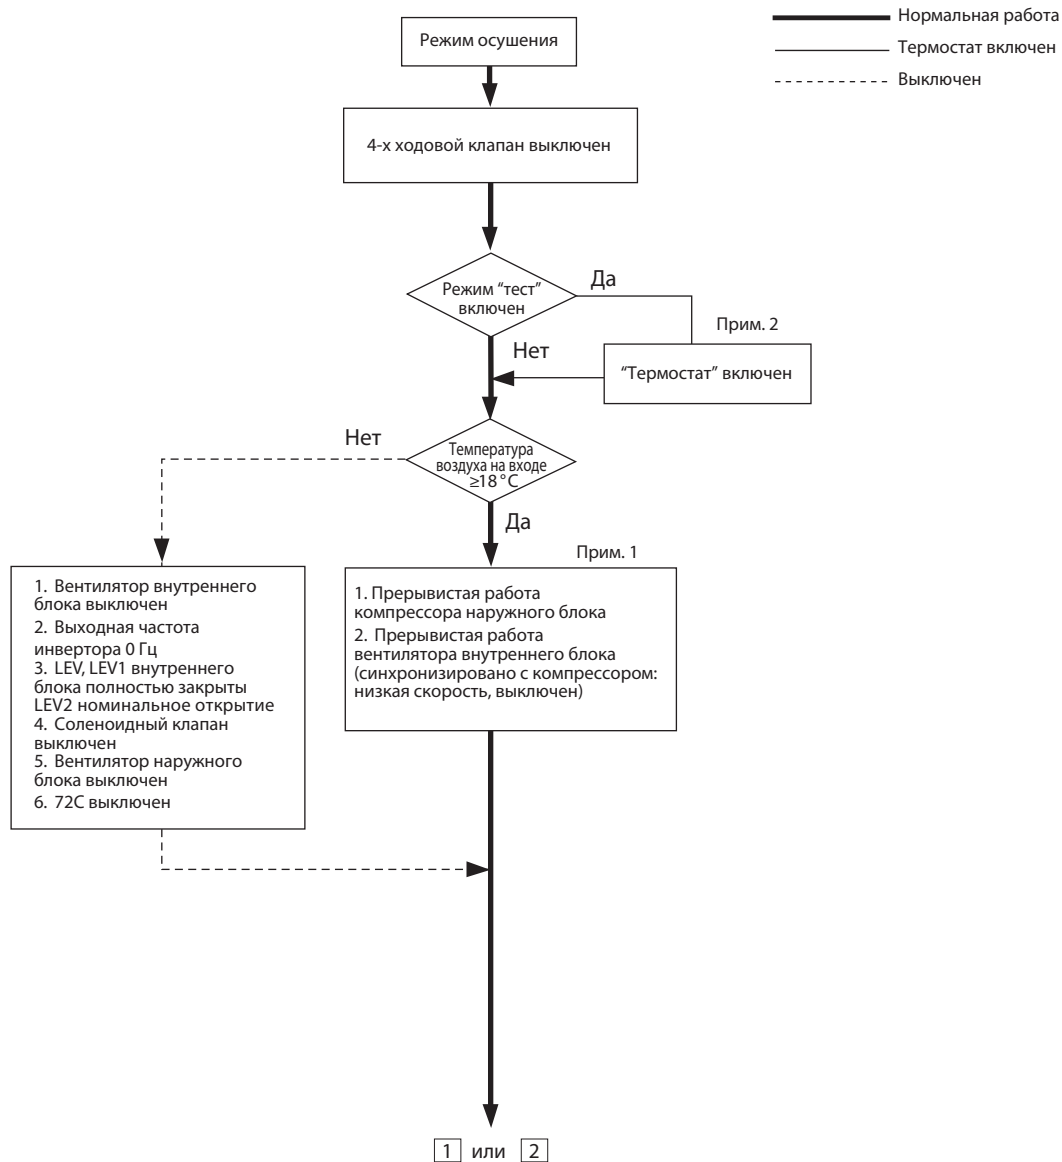 Нормальная работа
Термостат включен
Выключен
Режим осушения
4-х ходовой клапан выключен
Режим “тест”
включен
Да
Прим. 2
Нет
“Термостат” включен
Нет
Температура
воздуха на входе
≥18°C
Да
Прим. 1
1. Вентилятор внутреннего
блока выключен
2. Выходная частота
инвертора 0 Гц
3. LEV, LEV1 внутреннего
блока полностью закрыты
LEV2 номинальное открытие
4. Соленоидный клапан
выключен
5. Вентилятор наружного
блока выключен
6. 72С выключен
1. Прерывистая работа
компрессора наружного блока
2. Прерывистая работа
вентилятора внутреннего блока
(синхронизировано с компрессором:
низкая скорость, выключен)
1 или 2